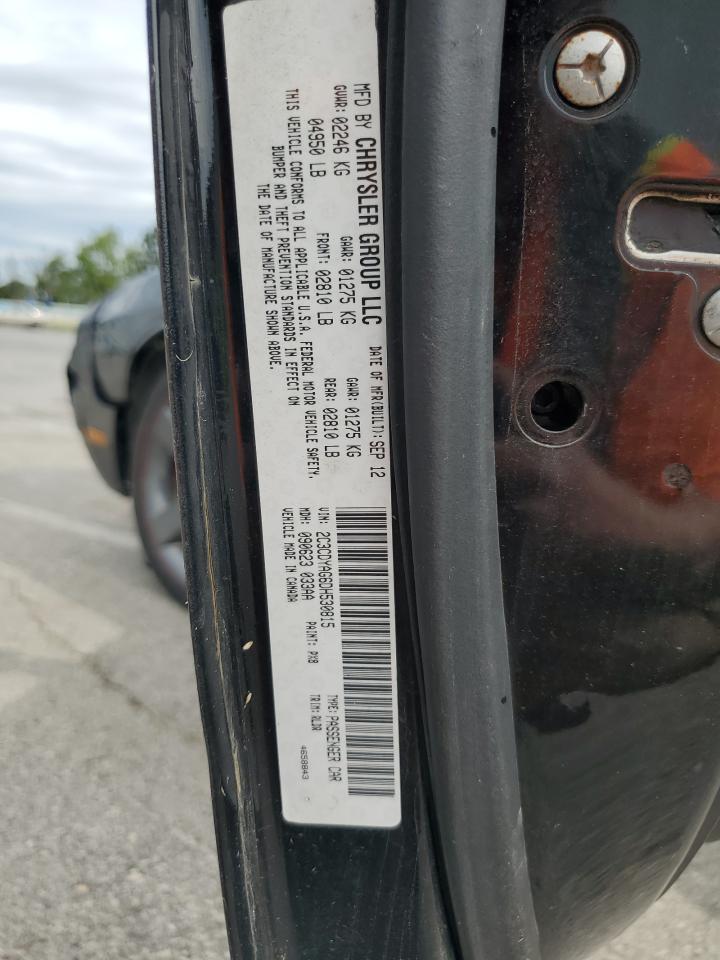 MFD BY CHRYSLER GROUP LLC DATE OF MFR(BUILT): SEP 12
GVWR: 02246 KG GAWR: 01275 KG GAWR: 01275 KG
04950 LB FRONT: 02810 LB REAR: 02810 LB
THIS VEHICLE CONFORMS TO ALL APPLICABLE U.S.A. FEDERAL MOTOR VEHICLE SAFETY,
BUMPER AND THEFT PREVENTION STANDARDS IN EFFECT ON
THE DATE OF MANUFACTURE SHOWN ABOVE.
VIN: 2C3CDYAG6DH530815 TYPE: PASSENGER CAR
MDH: 090623 033AA PAINT: PX8 TRIM: RLDR
VEHICLE MADE IN CANADA 4658843